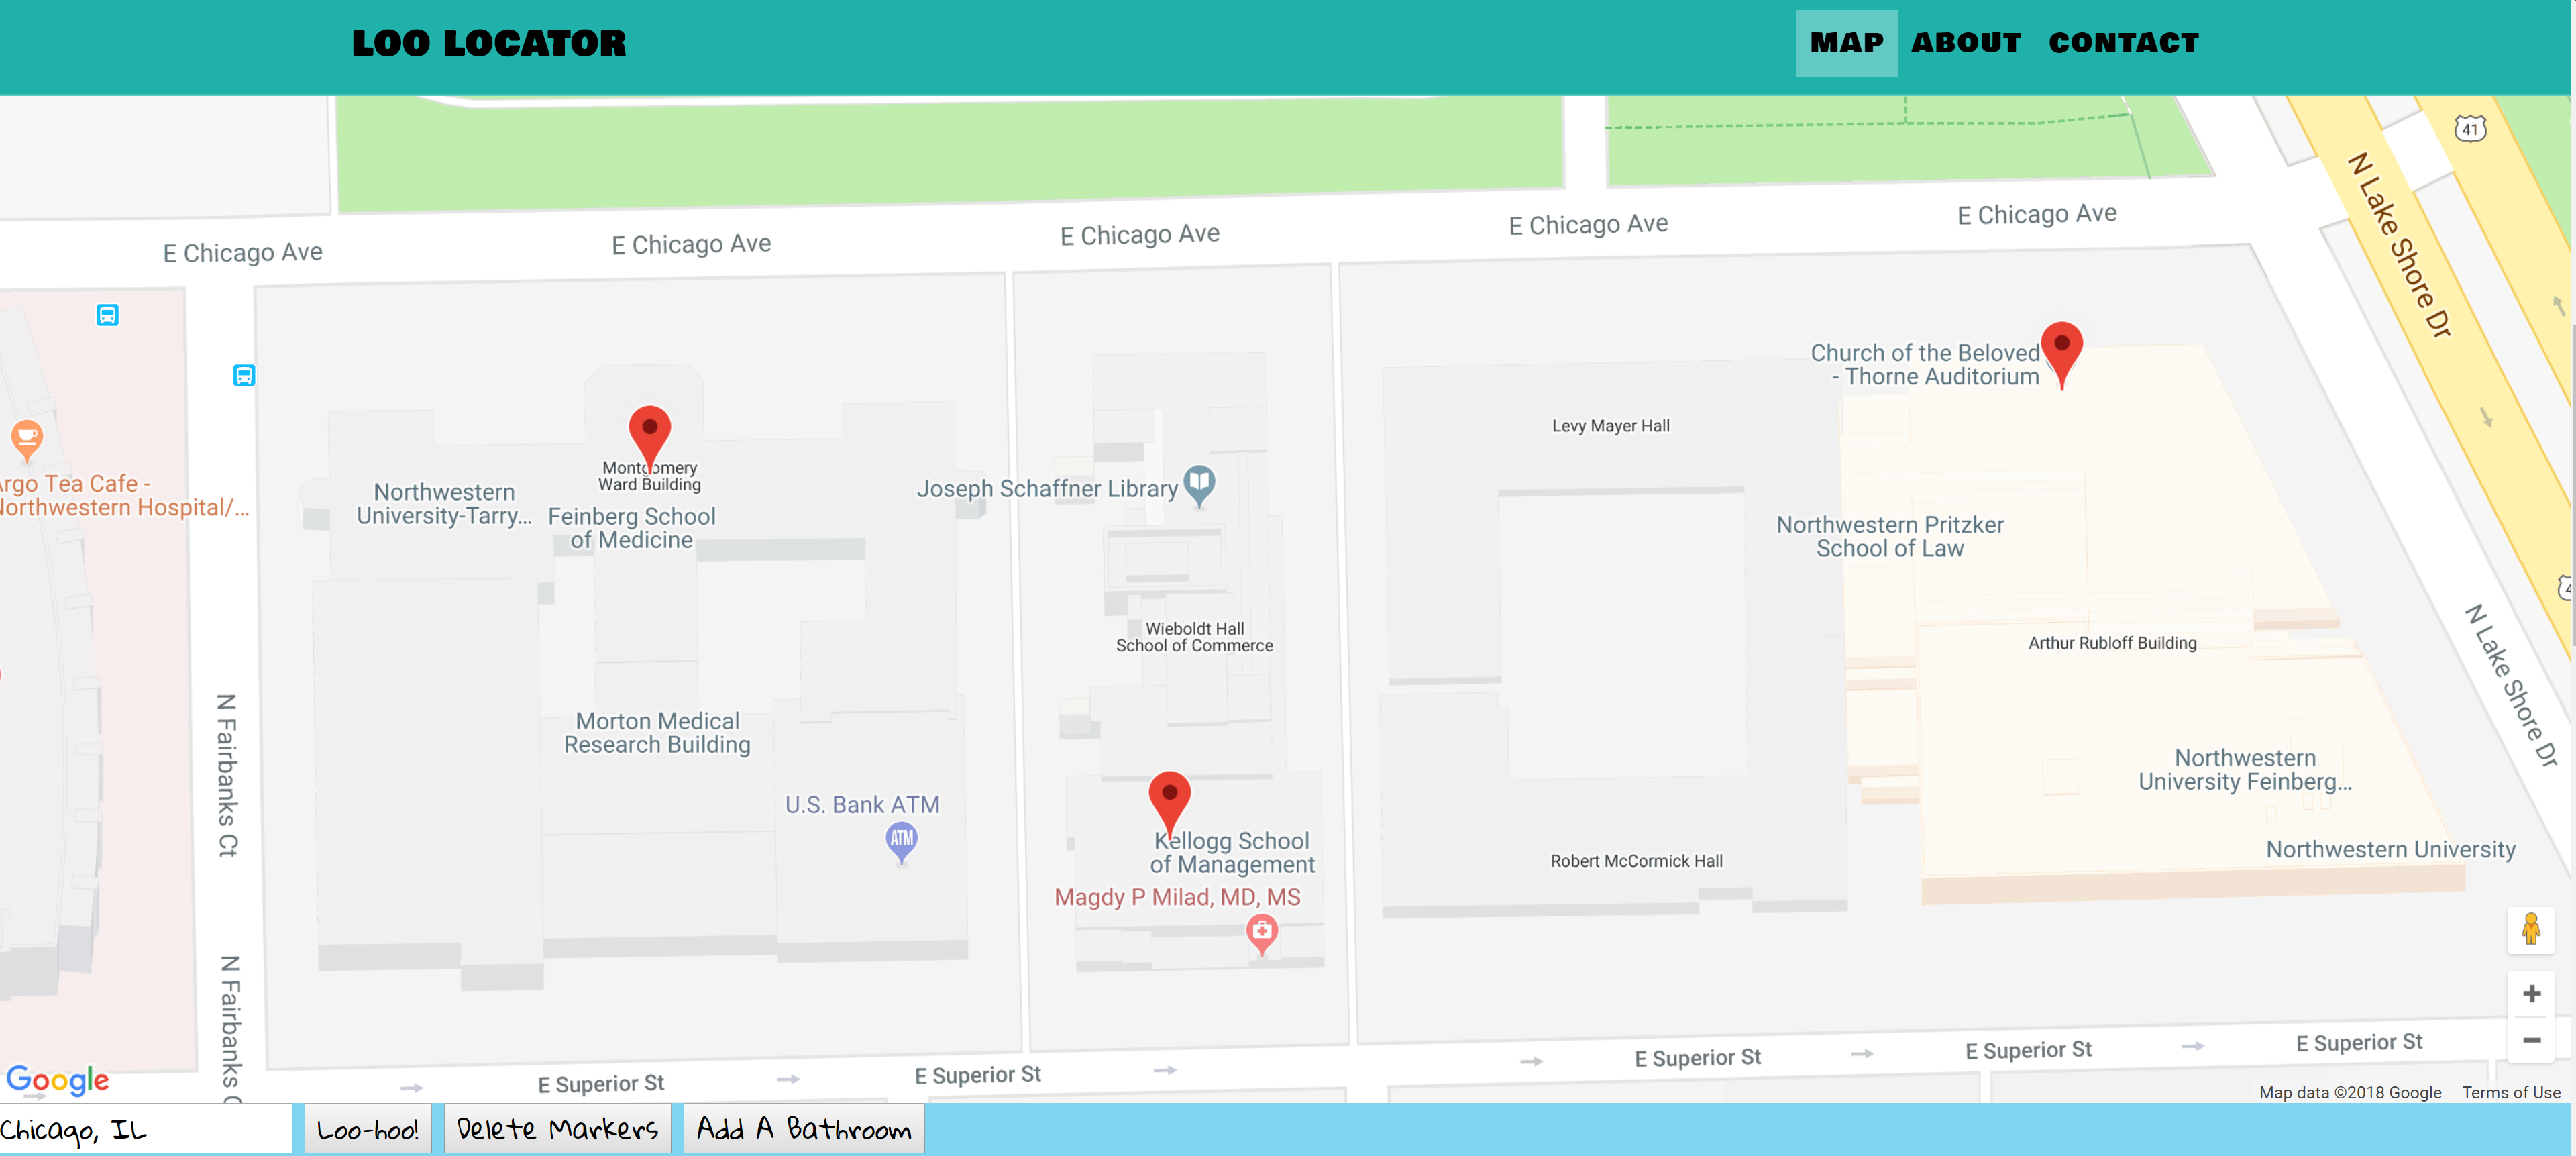 LOO LOCATOR
MAP ABOUT CONTACT
41
N Lake Shore Dr
E Chicago Ave
E Chicago Ave
E Chicago Ave
E Chicago Ave
E Chicago Ave
Church of the Beloved
- Thorne Auditorium
Levy Mayer Hall
Montgomery
Ward Building
Argo Tea Cafe -
Northwestern Hospital/...
Northwestern
University-Tarry...
Feinberg School
of Medicine
Joseph Schaffner Library
Northwestern Pritzker
School of Law
Wieboldt Hall
School of Commerce
Arthur Rubloff Building
N Lake Shore Dr
N Fairbanks Ct
Morton Medical
Research Building
Northwestern
University Feinberg...
U.S. Bank ATM
ATM
Kellogg School
of Management
Robert McCormick Hall
Northwestern University
Magdy P Milad, MD, MS
N Fairbanks C
E Superior St
E Superior St
E Superior St
E Superior St
E Superior St
Google
Map data ©2018 Google Terms of Use
Chicago, IL
Loo-hoo!
Delete Markers
Add A Bathroom